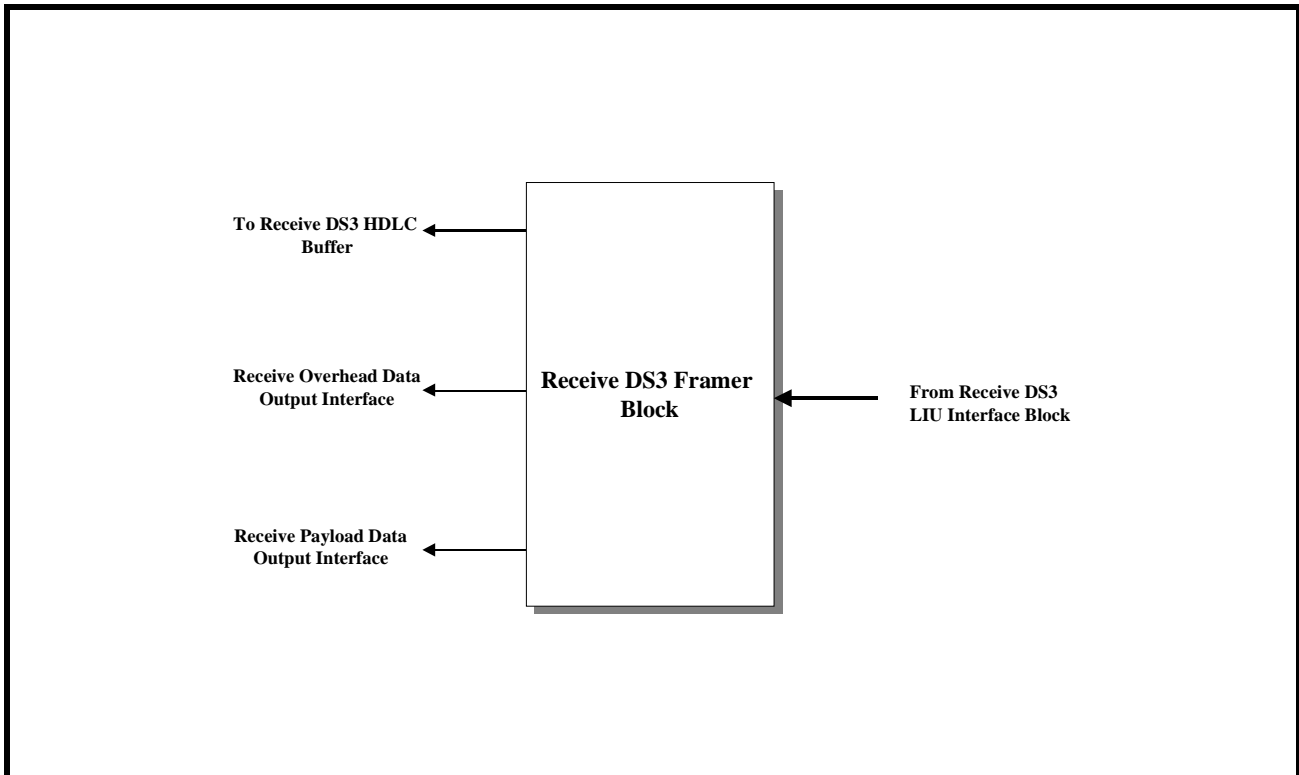 To Receive DS3 HDLC
Buffer
Receive Overhead Data
Output Interface
Receive Payload Data
Output Interface
Receive DS3 Framer
Block
From Receive DS3
LIU Interface Block